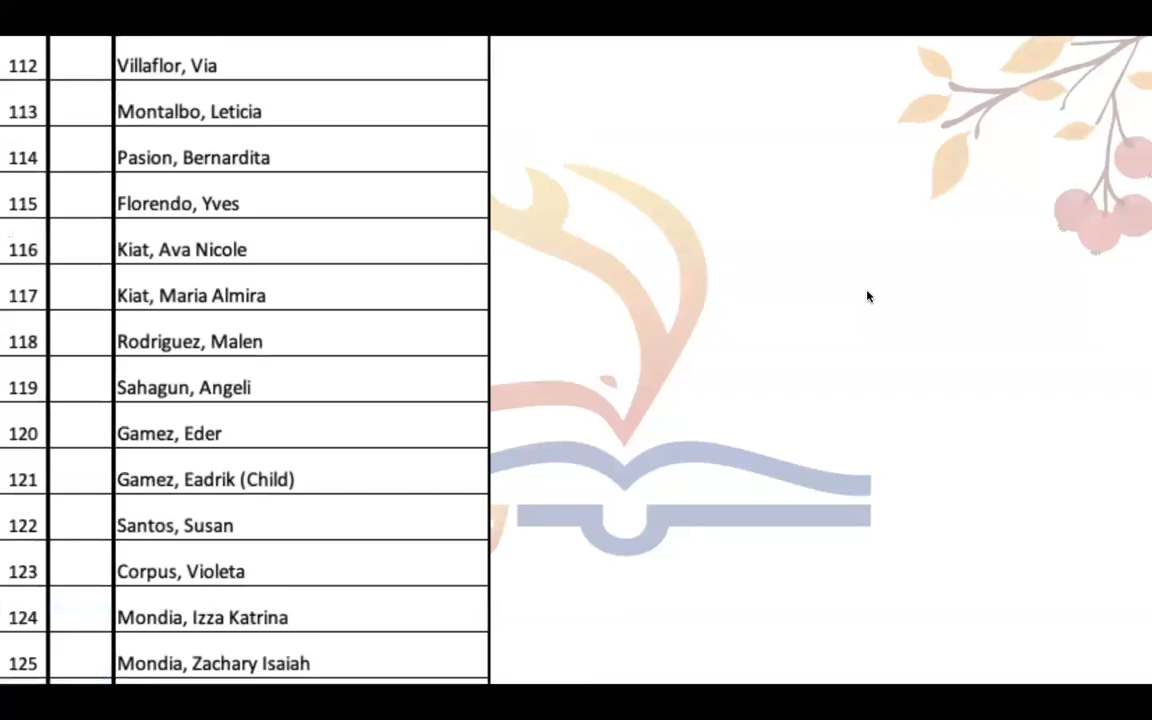 112 Villaflor, Via
113 Montalbo, Leticia
114 Pasion, Bernardita
115 Florendo, Yves
116 Kiat, Ava Nicole
117 Kiat, Maria Almira
118 Rodriguez, Malen
119 Sahagun, Angeli
120 Gamez, Eder
121 Gamez, Eadrik (Child)
122 Santos, Susan
123 Corpus, Violeta
124 Mondia, Izza Katrina
125 Mondia, Zachary Isaiah